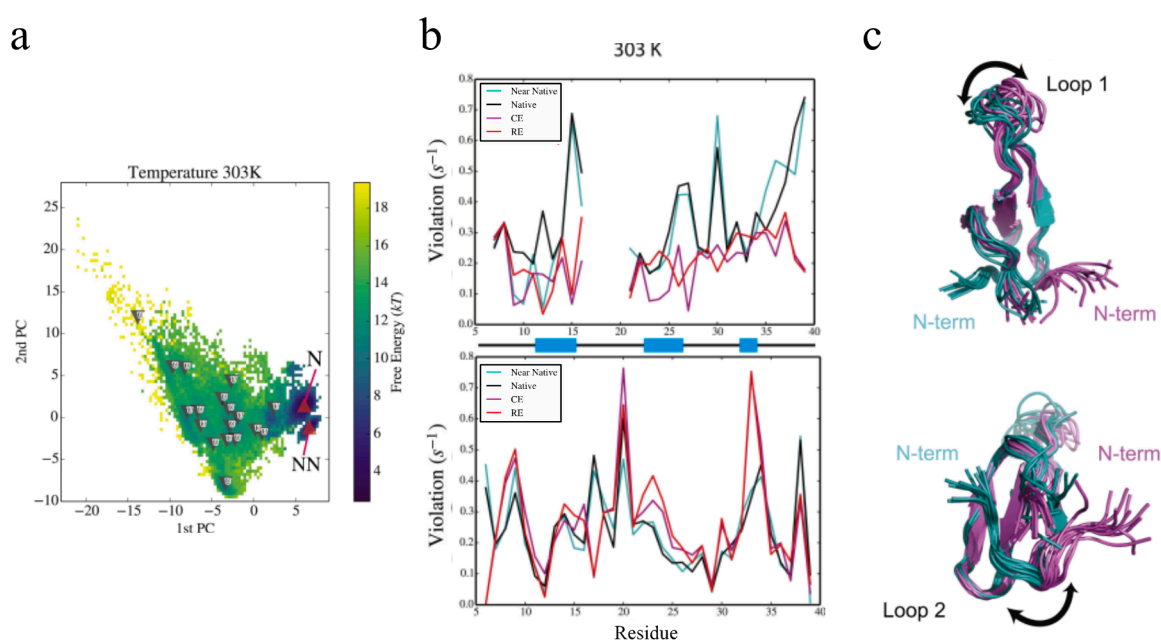 a
b
c
303 K
Temperature 303K
25
20
15
10
5
0
−5
−10
2nd PC
−20
−15
−10
−5
0
5
1st PC
N
NN
18
16
14
12
10
8
6
4
Free Energy (kT)
0.8
0.7
0.6
0.5
0.4
0.3
0.2
0.1
0.0
Violation (s⁻¹)
Near Native
Native
CE
RE
5
10
15
20
25
30
35
40
0.8
0.7
0.6
0.5
0.4
0.3
0.2
0.1
0.0
Violation (s⁻¹)
Near Native
Native
CE
RE
5
10
15
20
25
30
35
40
Residue
Loop 1
N-term
N-term
N-term
N-term
Loop 2